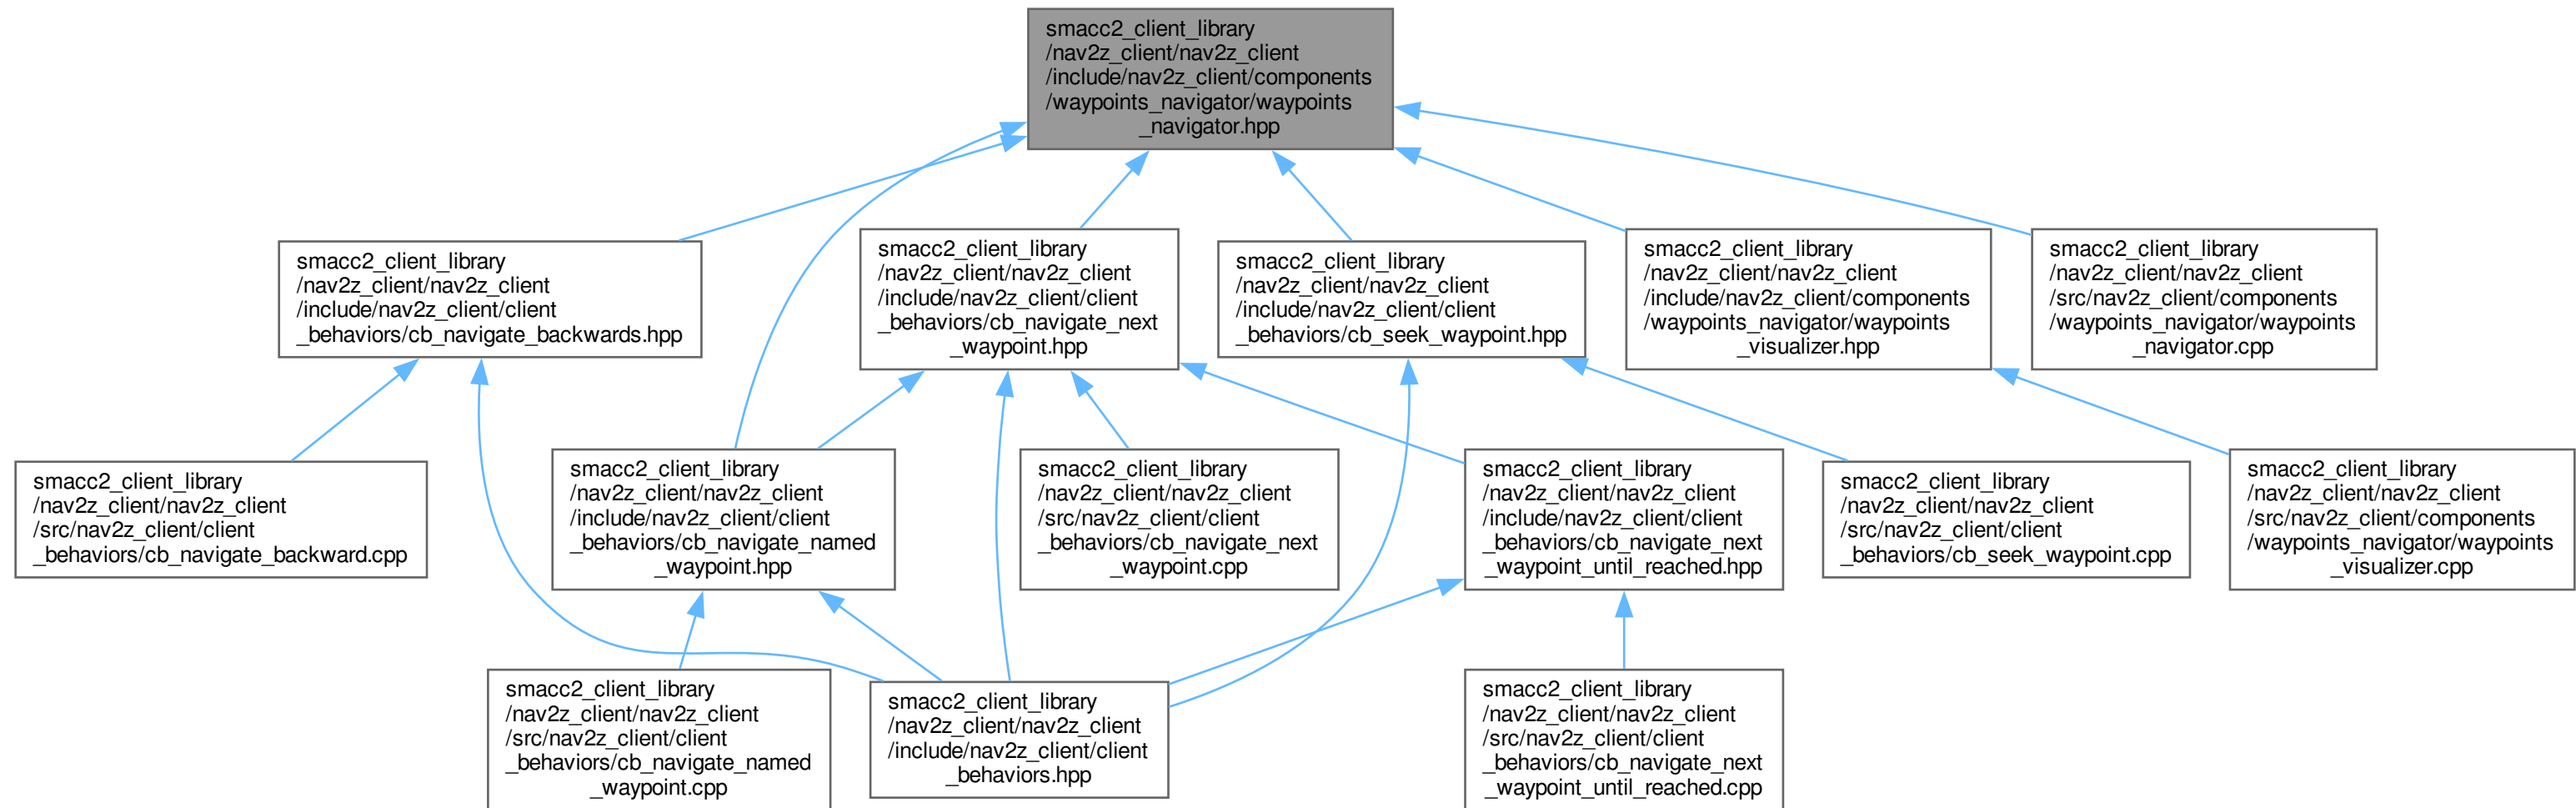 smacc2_client_library
/nav2z_client/nav2z_client
/include/nav2z_client/components
/waypoints_navigator/waypoints
_navigator.hpp
smacc2_client_library
/nav2z_client/nav2z_client
/include/nav2z_client/client
_behaviors/cb_navigate_backwards.hpp
smacc2_client_library
/nav2z_client/nav2z_client
/include/nav2z_client/client
_behaviors/cb_navigate_next
_waypoint.hpp
smacc2_client_library
/nav2z_client/nav2z_client
/include/nav2z_client/client
_behaviors/cb_seek_waypoint.hpp
smacc2_client_library
/nav2z_client/nav2z_client
/include/nav2z_client/components
/waypoints_navigator/waypoints
_visualizer.hpp
smacc2_client_library
/nav2z_client/nav2z_client
/src/nav2z_client/components
/waypoints_navigator/waypoints
_navigator.cpp
smacc2_client_library
/nav2z_client/nav2z_client
/src/nav2z_client/client
_behaviors/cb_navigate_backward.cpp
smacc2_client_library
/nav2z_client/nav2z_client
/include/nav2z_client/client
_behaviors/cb_navigate_named
_waypoint.hpp
smacc2_client_library
/nav2z_client/nav2z_client
/src/nav2z_client/client
_behaviors/cb_navigate_next
_waypoint.cpp
smacc2_client_library
/nav2z_client/nav2z_client
/include/nav2z_client/client
_behaviors/cb_navigate_next
_waypoint_until_reached.hpp
smacc2_client_library
/nav2z_client/nav2z_client
/src/nav2z_client/client
_behaviors/cb_seek_waypoint.cpp
smacc2_client_library
/nav2z_client/nav2z_client
/src/nav2z_client/components
/waypoints_navigator/waypoints
_visualizer.cpp
smacc2_client_library
/nav2z_client/nav2z_client
/src/nav2z_client/client
_behaviors/cb_navigate_named
_waypoint.cpp
smacc2_client_library
/nav2z_client/nav2z_client
/include/nav2z_client/client
_behaviors.hpp
smacc2_client_library
/nav2z_client/nav2z_client
/src/nav2z_client/client
_behaviors/cb_navigate_next
_waypoint_until_reached.cpp